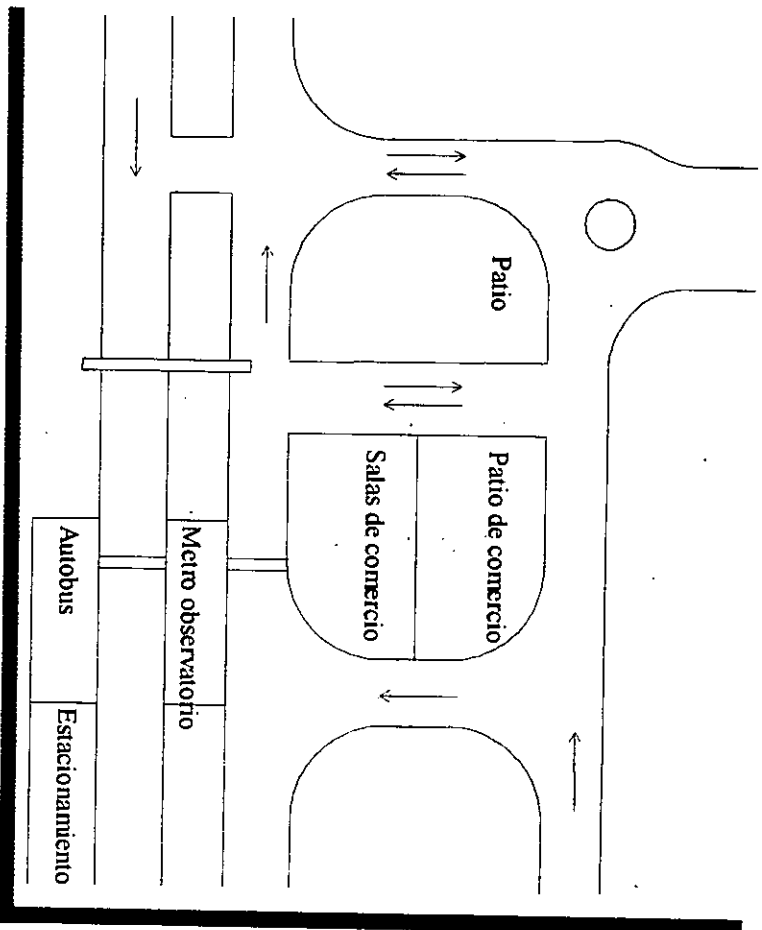 Patio
Patio de comercio
Salas de comercio
Metro observatorio
Autobus
Estacionamiento